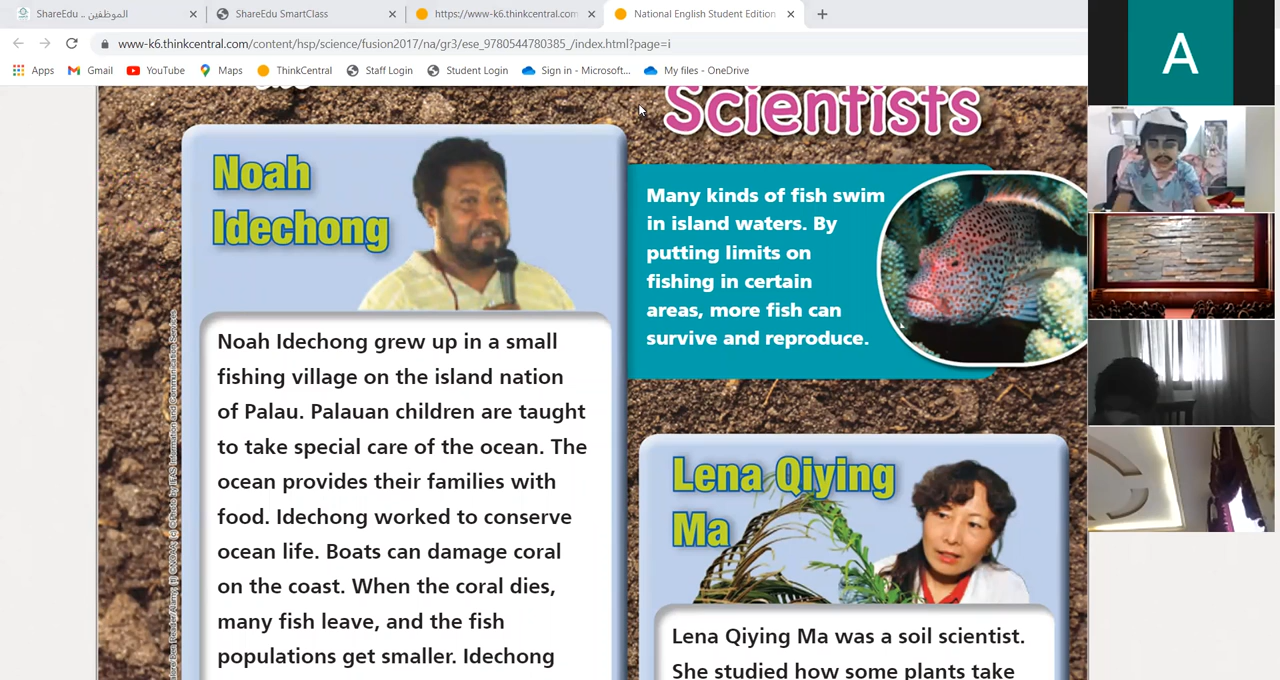 ShareEdu .. الموظفين
ShareEdu SmartClass
https://www-k6.thinkcentral.com
National English Student Edition
www-k6.thinkcentral.com/content/hsp/science/fusion2017/na/gr3/ese_9780544780385_/index.html?page=i
Apps
Gmail
YouTube
Maps
ThinkCentral
Staff Login
Student Login
Sign in - Microsoft...
My files - OneDrive
Scientists
Noah
Idechong
Noah Idechong grew up in a small
fishing village on the island nation
of Palau. Palauan children are taught
to take special care of the ocean. The
ocean provides their families with
food. Idechong worked to conserve
ocean life. Boats can damage coral
on the coast. When the coral dies,
many fish leave, and the fish
populations get smaller. Idechong
Many kinds of fish swim
in island waters. By
putting limits on
fishing in certain
areas, more fish can
survive and reproduce.
Lena Qiying
Ma
Lena Qiying Ma was a soil scientist.
She studied how some plants take
A